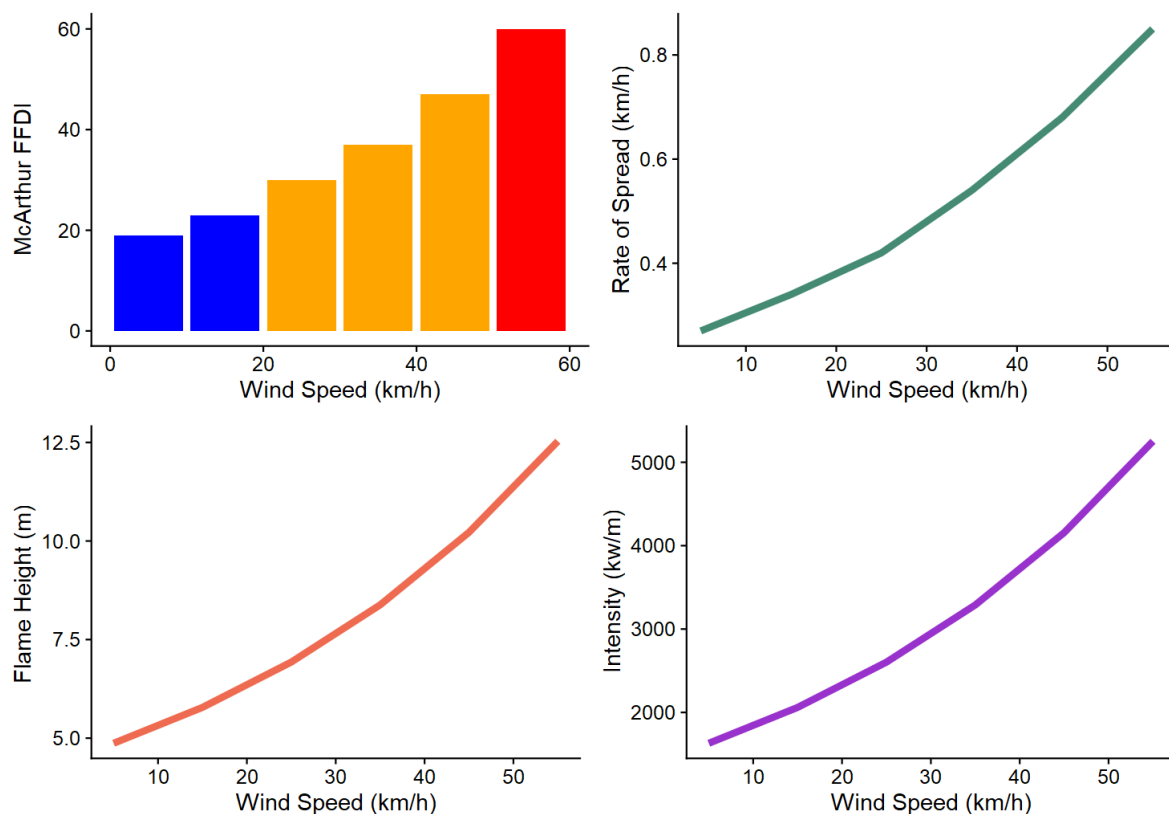 McArthur FFDI
60
40
20
0
0 20 40 60
Wind Speed (km/h)
Rate of Spread (km/h)
0.8
0.6
0.4
10 20 30 40 50
Wind Speed (km/h)
Flame Height (m)
12.5
10.0
7.5
5.0
10 20 30 40 50
Wind Speed (km/h)
Intensity (kw/m)
5000
4000
3000
2000
10 20 30 40 50
Wind Speed (km/h)